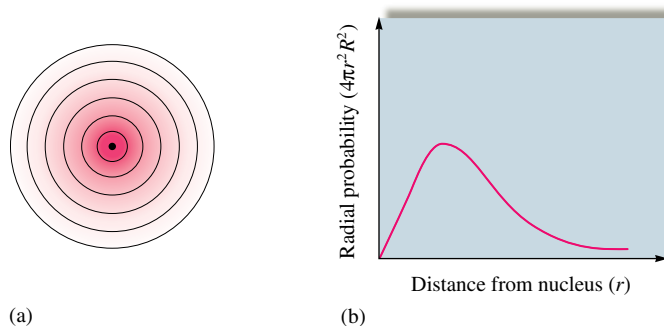 Radial probability (4πr²R²)
Distance from nucleus (r)
(a)
(b)